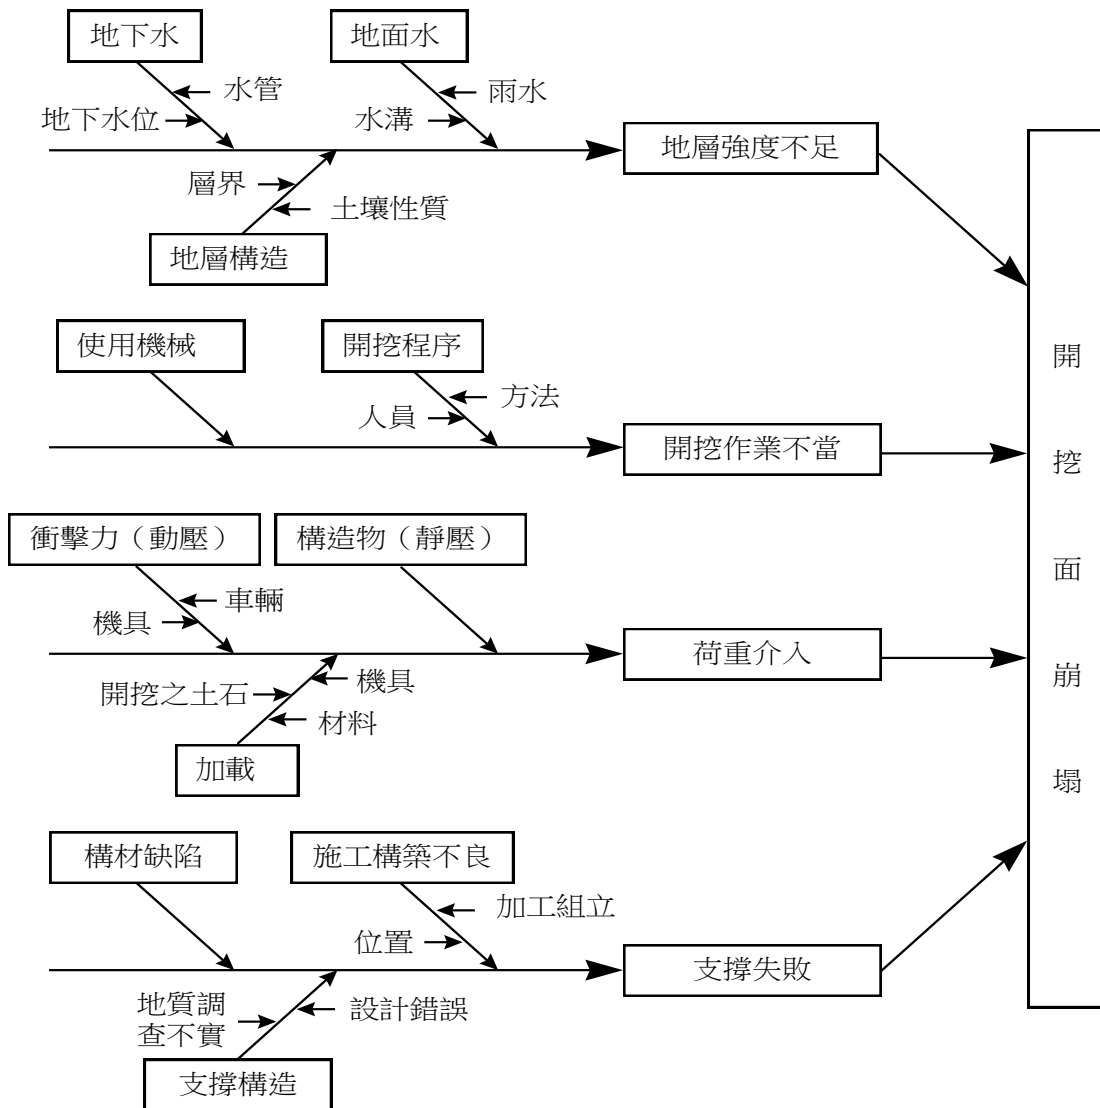 地下水
地面水
水管
雨水
地下水位
水溝
地層強度不足
層界
土壤性質
地層構造
使用機械
開挖程序
方法
人員
開挖作業不當
衝擊力（動壓）
構造物（靜壓）
車輛
機具
荷重介入
開挖之土石
機具
材料
加載
構材缺陷
施工構築不良
加工組立
位置
支撐失敗
地質調
查不實
設計錯誤
支撐構造
開挖面崩塌